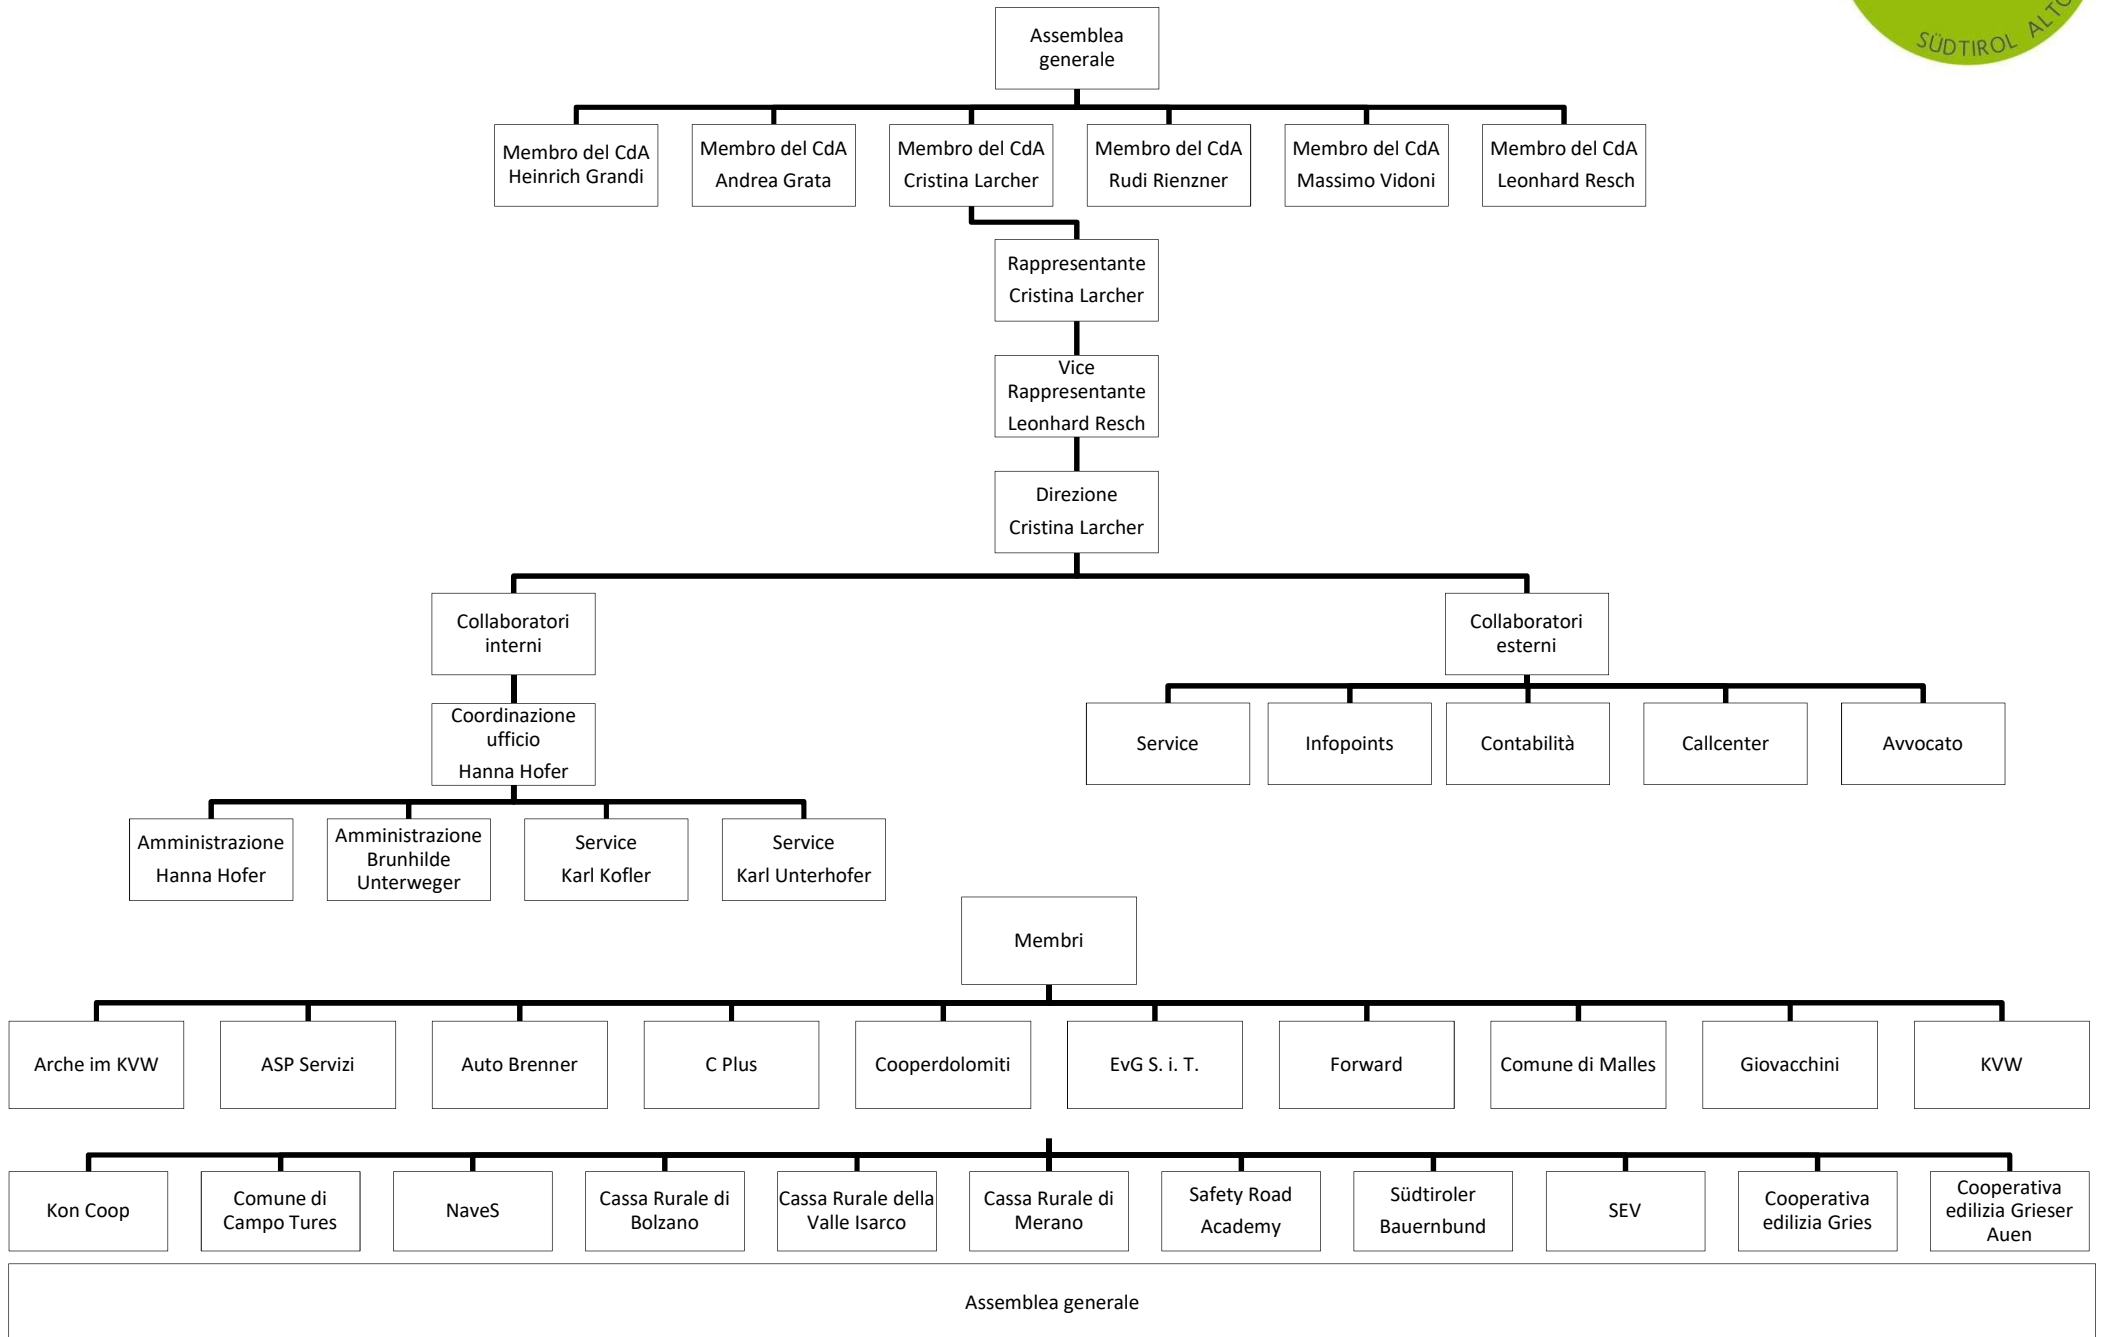 SÜDTIROL ALTO
Assemblea
generale
Membro del CdA
Heinrich Grandi
Membro del CdA
Andrea Grata
Membro del CdA
Cristina Larcher
Membro del CdA
Rudi Rienzner
Membro del CdA
Massimo Vidoni
Membro del CdA
Leonhard Resch
Rappresentante
Cristina Larcher
Vice
Rappresentante
Leonhard Resch
Direzione
Cristina Larcher
Collaboratori
interni
Collaboratori
esterni
Coordinazione
ufficio
Hanna Hofer
Service
Infopoints
Contabilità
Callcenter
Avvocato
Amministrazione
Hanna Hofer
Amministrazione
Brunhilde
Unterweger
Service
Karl Kofler
Service
Karl Unterhofer
Membri
Arche im KVW
ASP Servizi
Auto Brenner
C Plus
Cooperdolomiti
EvG S. i. T.
Forward
Comune di Malles
Giovacchini
KVW
Kon Coop
Comune di
Campo Tures
NaveS
Cassa Rurale di
Bolzano
Cassa Rurale della
Valle Isarco
Cassa Rurale di
Merano
Safety Road
Academy
Südtiroler
Bauernbund
SEV
Cooperativa
edilizia Gries
Cooperativa
edilizia Grieser
Auen
Assemblea generale